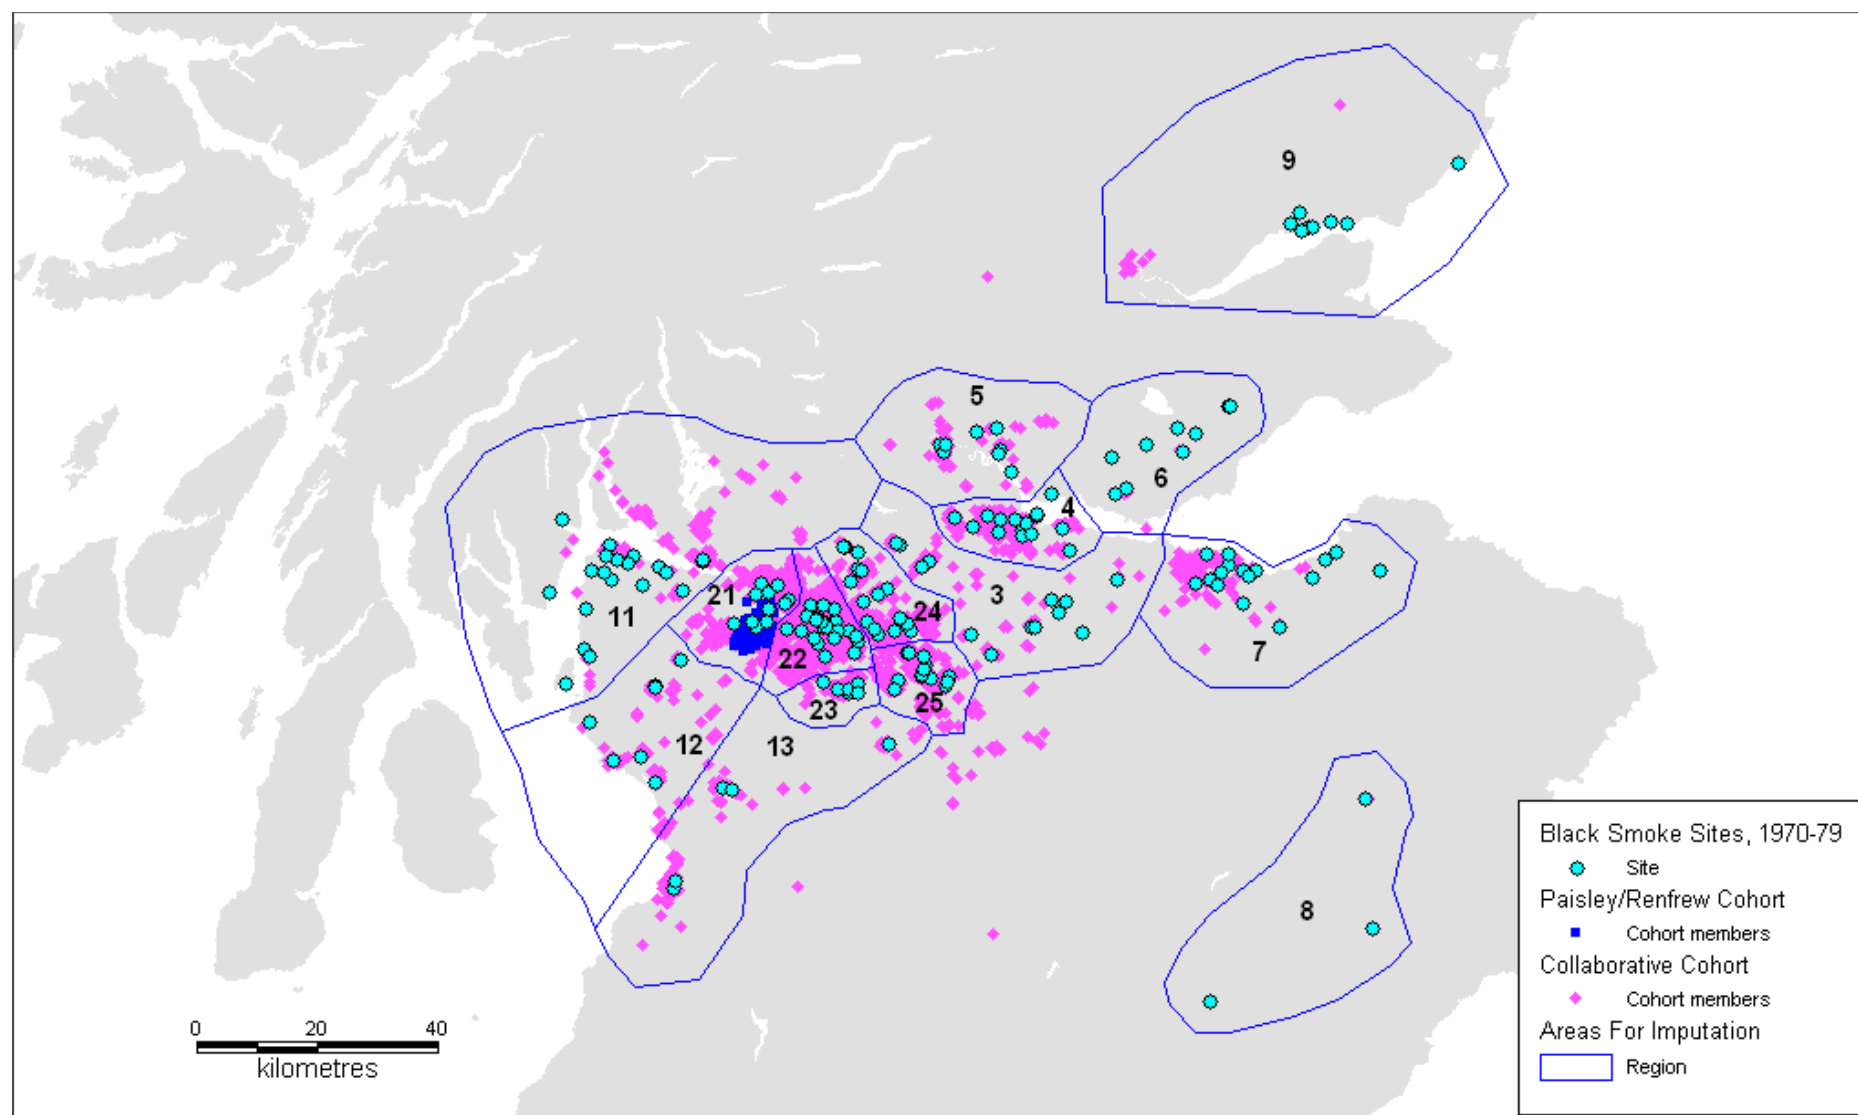 9
5
6
4
3
21
24
11
22
7
25
23
12
13
8
Black Smoke Sites, 1970-79
Site
Paisley/Renfrew Cohort
Cohort members
Collaborative Cohort
Cohort members
Areas For Imputation
Region
0 20 40
kilometres